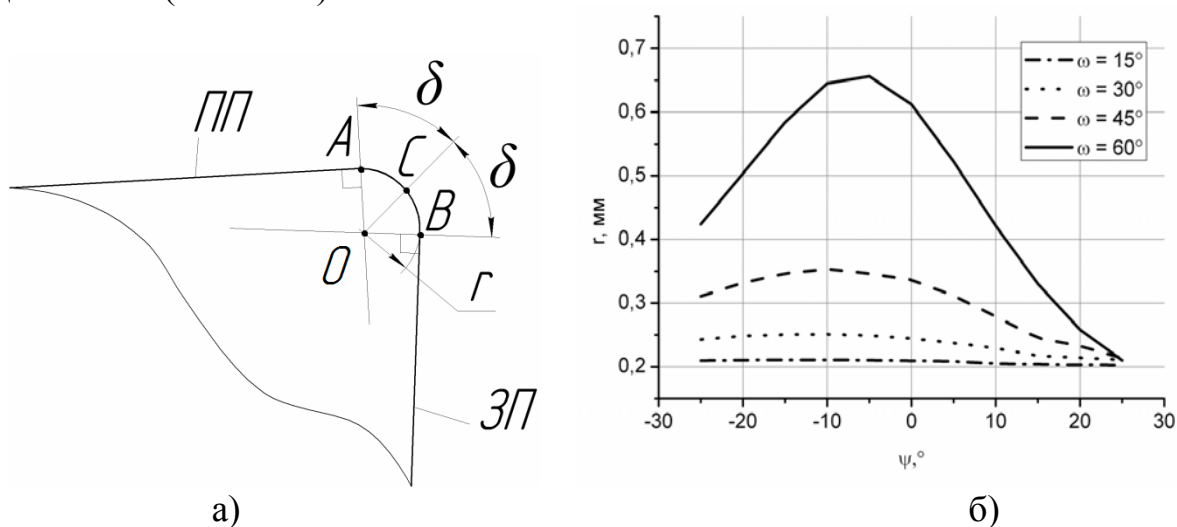 ПП
A
δ
C
δ
B
O
r
ЗП
а)
r, мм
0,7
0,6
0,5
0,4
0,3
0,2
ω = 15°
ω = 30°
ω = 45°
ω = 60°
-30 -20 -10 0 10 20 30
ψ,°
б)